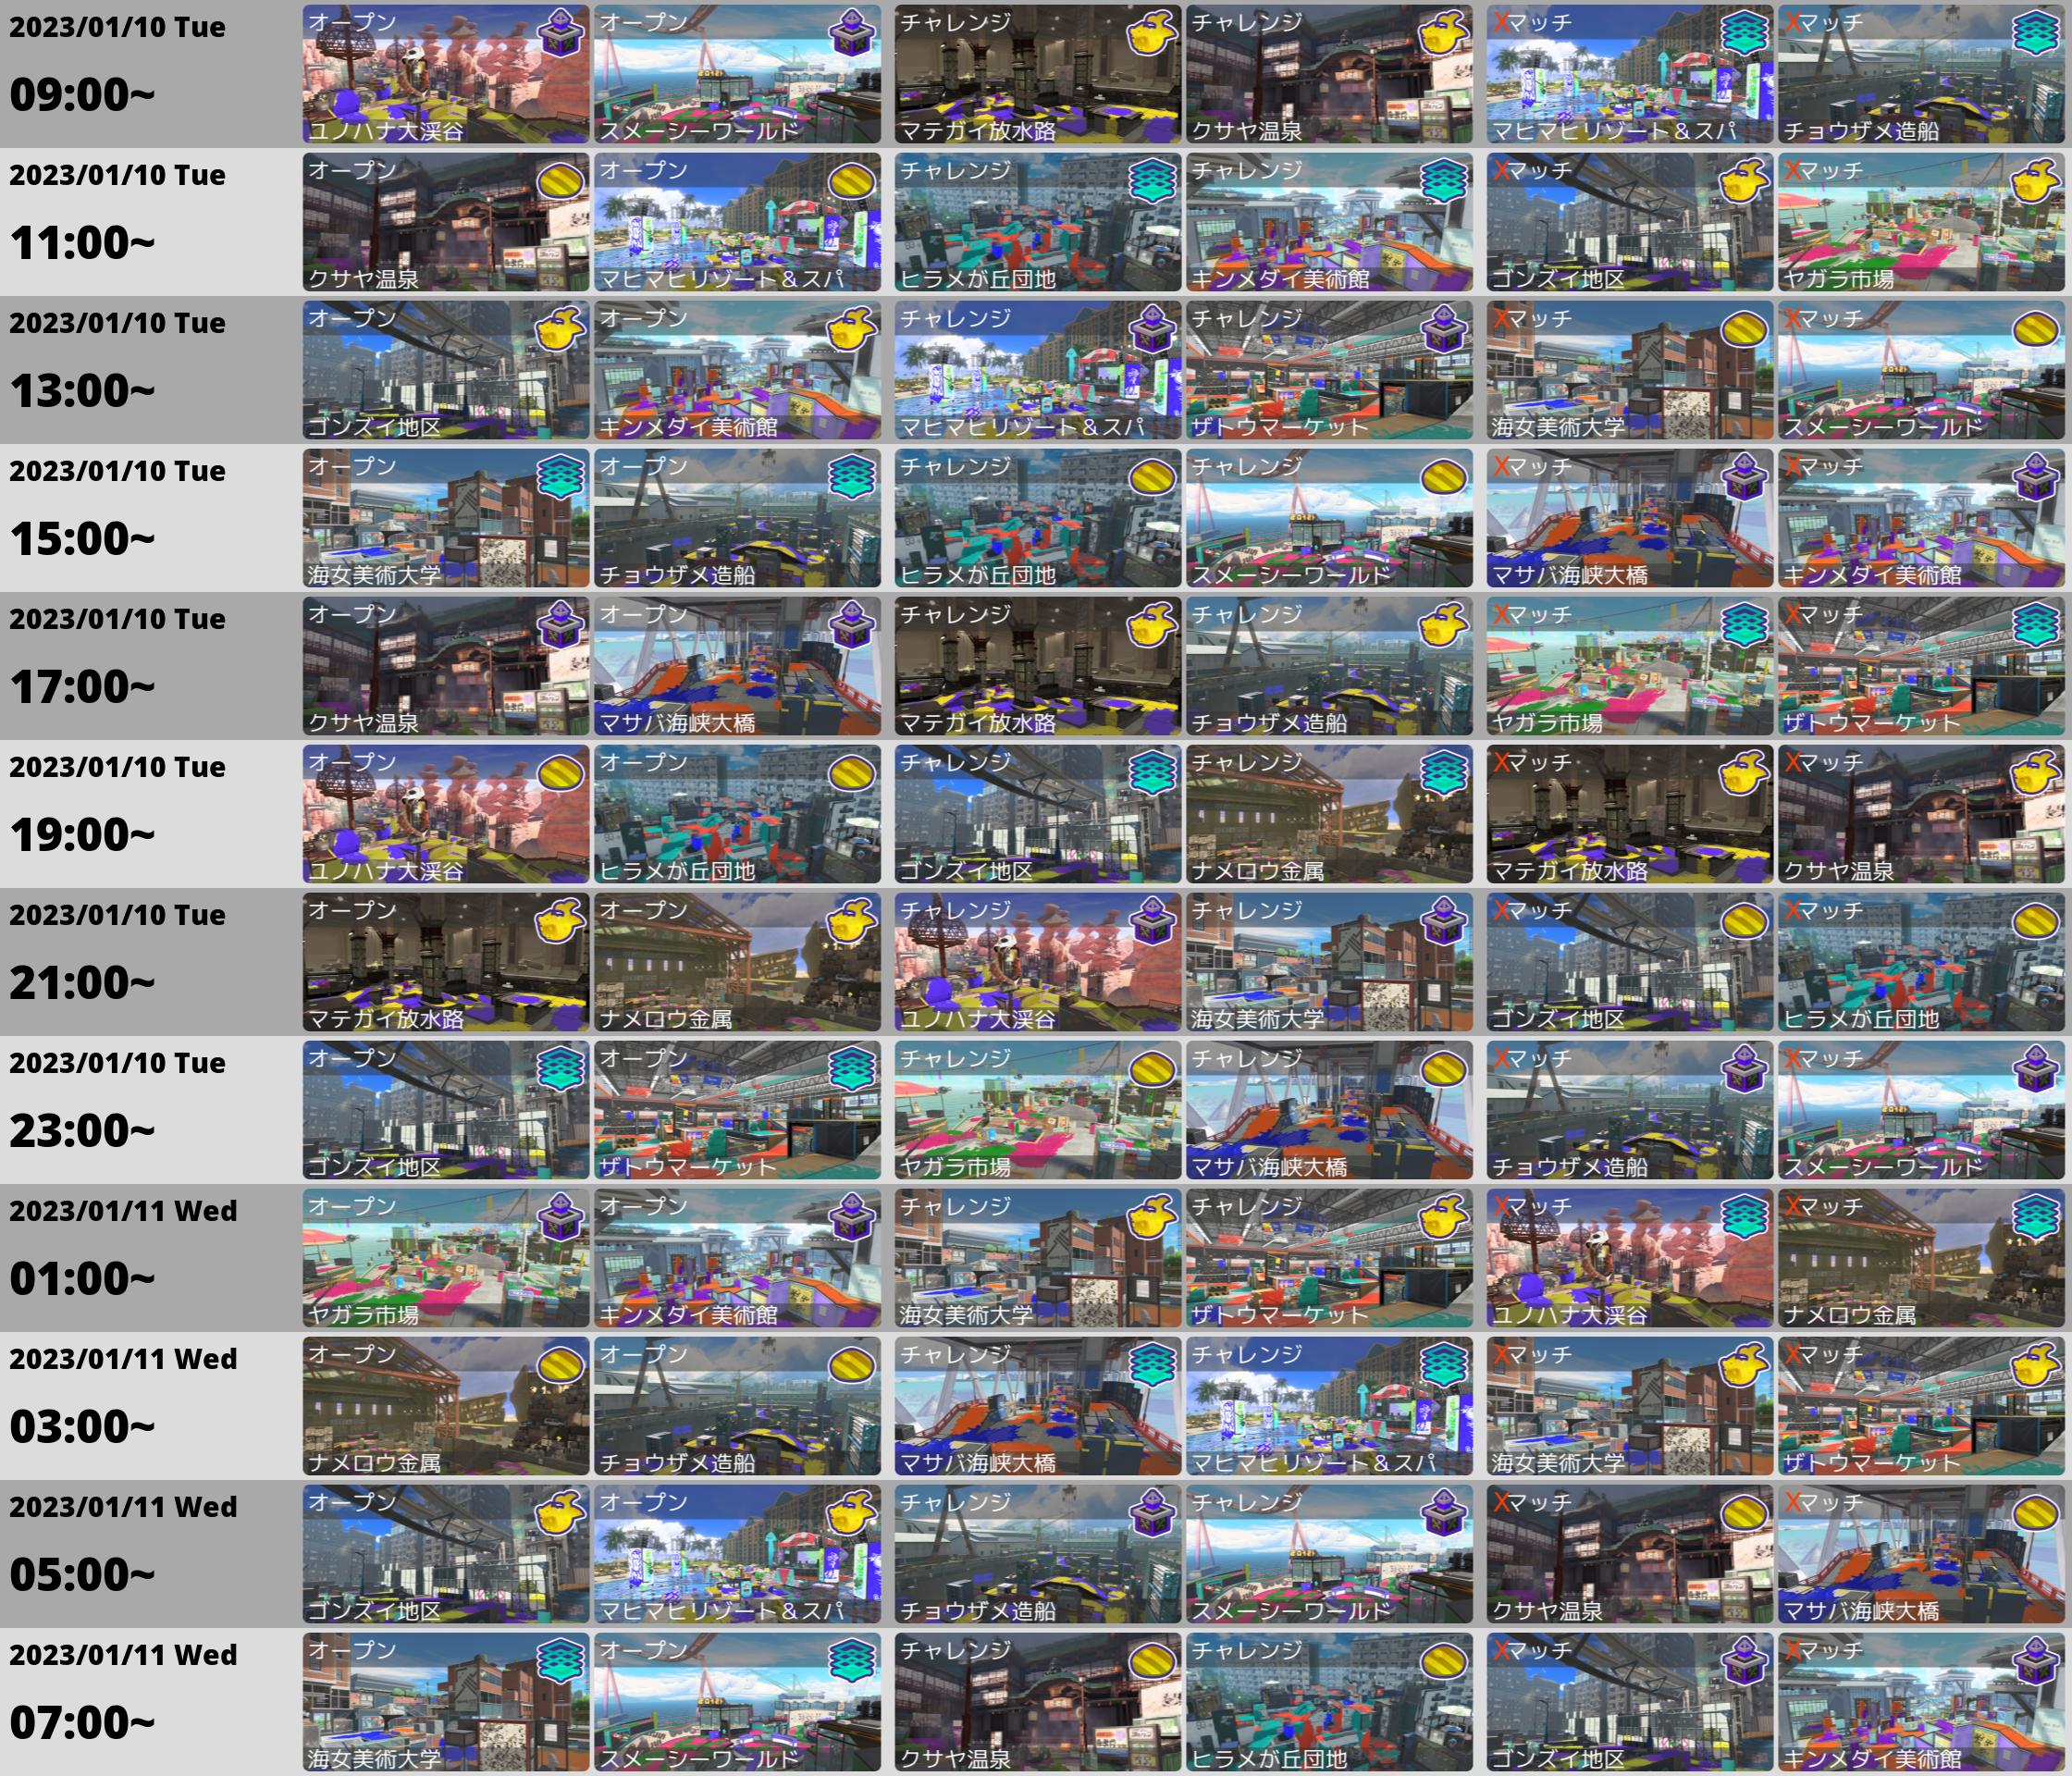 2023/01/10 Tue
09:00~
オープン オープン チャレンジ チャレンジ Xマッチ Xマッチ
ユノハナ大渓谷 スメーシーワールド マテガイ放水路 クサヤ温泉 マヒマヒリゾート＆スパ チョウザメ造船
2023/01/10 Tue
11:00~
オープン オープン チャレンジ チャレンジ Xマッチ Xマッチ
クサヤ温泉 マヒマヒリゾート＆スパ ヒラメが丘団地 キンメダイ美術館 ゴンズイ地区 ヤガラ市場
2023/01/10 Tue
13:00~
オープン オープン チャレンジ チャレンジ Xマッチ Xマッチ
ゴンズイ地区 キンメダイ美術館 マヒマヒリゾート＆スパ ザトウマーケット 海女美術大学 スメーシーワールド
2023/01/10 Tue
15:00~
オープン オープン チャレンジ チャレンジ Xマッチ Xマッチ
海女美術大学 チョウザメ造船 ヒラメが丘団地 スメーシーワールド マサバ海峡大橋 キンメダイ美術館
2023/01/10 Tue
17:00~
オープン オープン チャレンジ チャレンジ Xマッチ Xマッチ
クサヤ温泉 マサバ海峡大橋 マテガイ放水路 チョウザメ造船 ヤガラ市場 ザトウマーケット
2023/01/10 Tue
19:00~
オープン オープン チャレンジ チャレンジ Xマッチ Xマッチ
ユノハナ大渓谷 ヒラメが丘団地 ゴンズイ地区 ナメロウ金属 マテガイ放水路 クサヤ温泉
2023/01/10 Tue
21:00~
オープン オープン チャレンジ チャレンジ Xマッチ Xマッチ
マテガイ放水路 ナメロウ金属 ユノハナ大渓谷 海女美術大学 ゴンズイ地区 ヒラメが丘団地
2023/01/10 Tue
23:00~
オープン オープン チャレンジ チャレンジ Xマッチ Xマッチ
ゴンズイ地区 ザトウマーケット ヤガラ市場 マサバ海峡大橋 チョウザメ造船 スメーシーワールド
2023/01/11 Wed
01:00~
オープン オープン チャレンジ チャレンジ Xマッチ Xマッチ
ヤガラ市場 キンメダイ美術館 海女美術大学 ザトウマーケット ユノハナ大渓谷 ナメロウ金属
2023/01/11 Wed
03:00~
オープン オープン チャレンジ チャレンジ Xマッチ Xマッチ
ナメロウ金属 チョウザメ造船 マサバ海峡大橋 マヒマヒリゾート＆スパ 海女美術大学 ザトウマーケット
2023/01/11 Wed
05:00~
オープン オープン チャレンジ チャレンジ Xマッチ Xマッチ
ゴンズイ地区 マヒマヒリゾート＆スパ チョウザメ造船 スメーシーワールド クサヤ温泉 マサバ海峡大橋
2023/01/11 Wed
07:00~
オープン オープン チャレンジ チャレンジ Xマッチ Xマッチ
海女美術大学 スメーシーワールド クサヤ温泉 ヒラメが丘団地 ゴンズイ地区 キンメダイ美術館